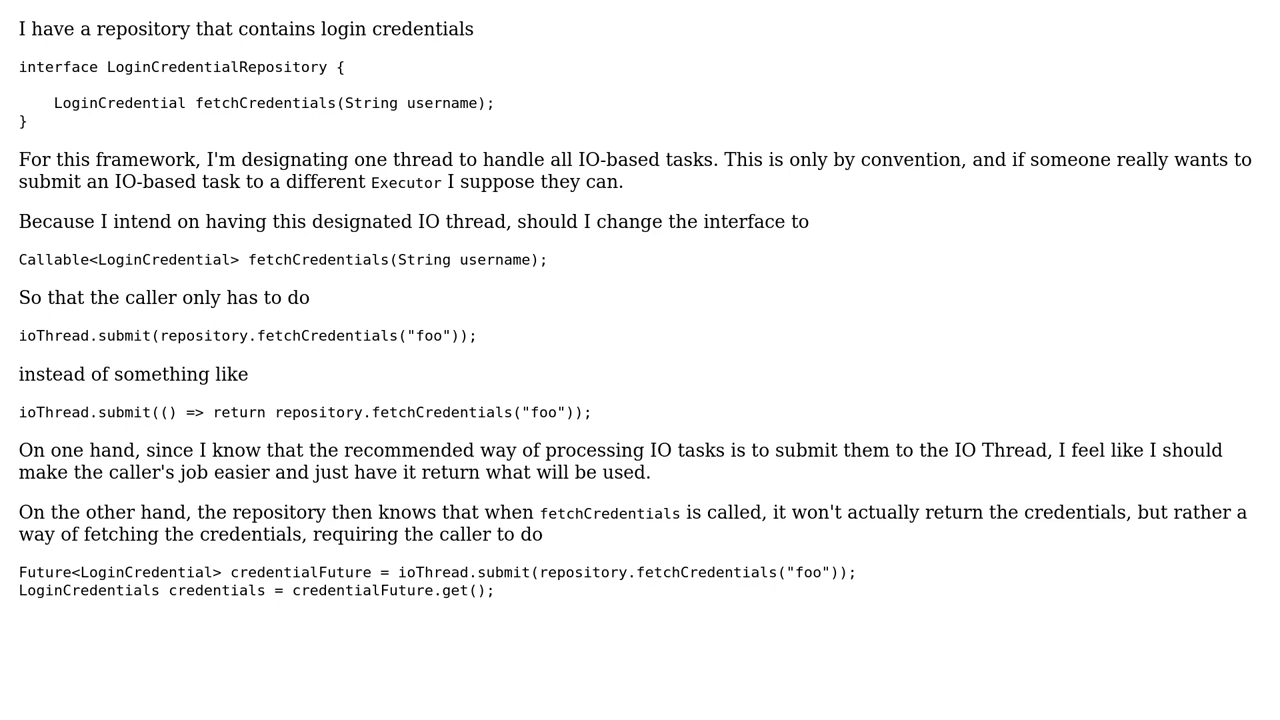 I have a repository that contains login credentials
interface LoginCredentialRepository {
    LoginCredential fetchCredentials(String username);
}
For this framework, I'm designating one thread to handle all IO-based tasks. This is only by convention, and if someone really wants to
submit an IO-based task to a different Executor I suppose they can.
Because I intend on having this designated IO thread, should I change the interface to
Callable<LoginCredential> fetchCredentials(String username);
So that the caller only has to do
ioThread.submit(repository.fetchCredentials("foo"));
instead of something like
ioThread.submit(() => return repository.fetchCredentials("foo"));
On one hand, since I know that the recommended way of processing IO tasks is to submit them to the IO Thread, I feel like I should
make the caller's job easier and just have it return what will be used.
On the other hand, the repository then knows that when fetchCredentials is called, it won't actually return the credentials, but rather a
way of fetching the credentials, requiring the caller to do
Future<LoginCredential> credentialFuture = ioThread.submit(repository.fetchCredentials("foo"));
LoginCredentials credentials = credentialFuture.get();